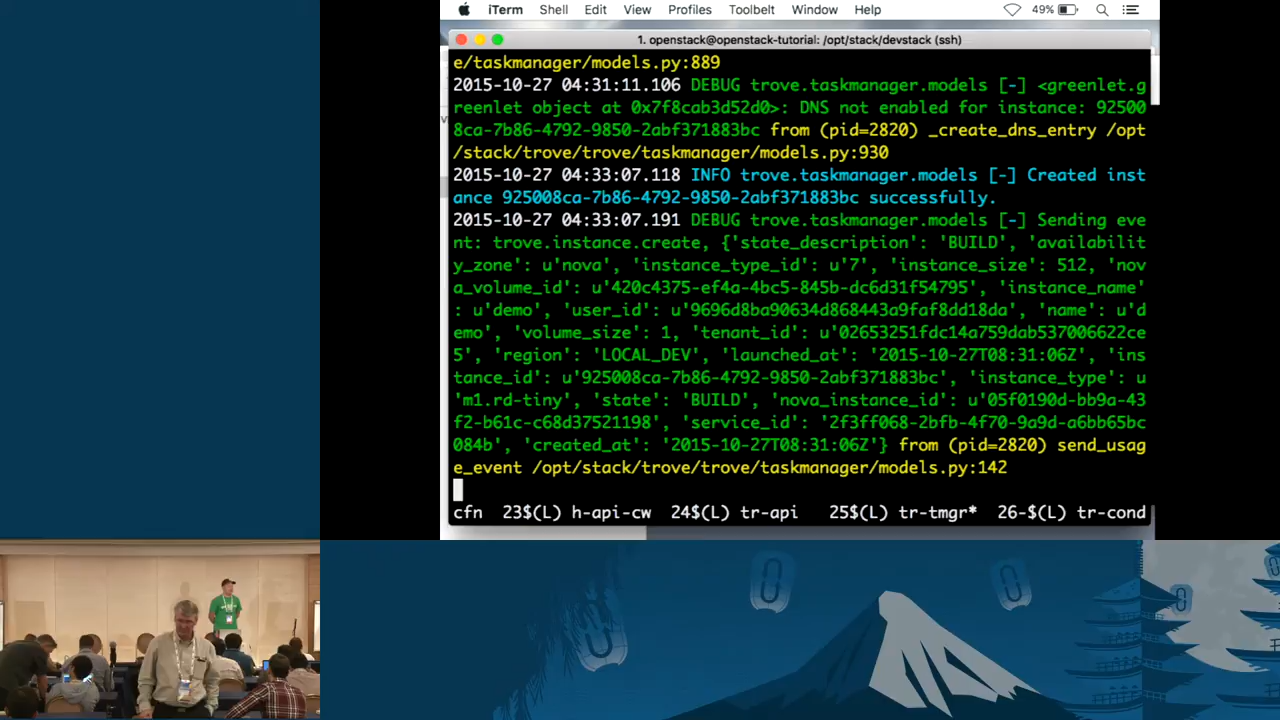 iTerm Shell Edit View Profiles Toolbelt Window Help 49%
1. openstack@openstack-tutorial: /opt/stack/devstack (ssh)
e/taskmanager/models.py:889
2015-10-27 04:31:11.106 DEBUG trove.taskmanager.models [-] <greenlet.g
reenlet object at 0x7f8cab3d52d0>: DNS not enabled for instance: 92500
8ca-7b86-4792-9850-2abf371883bc from (pid=2820) _create_dns_entry /opt
/stack/trove/trove/taskmanager/models.py:930
2015-10-27 04:33:07.118 INFO trove.taskmanager.models [-] Created inst
ance 925008ca-7b86-4792-9850-2abf371883bc successfully.
2015-10-27 04:33:07.191 DEBUG trove.taskmanager.models [-] Sending eve
nt: trove.instance.create, {'state_description': 'BUILD', 'availabilit
y_zone': u'nova', 'instance_type_id': u'7', 'instance_size': 512, 'nov
a_volume_id': u'420c4375-ef4a-4bc5-845b-dc6d31f54795', 'instance_name'
: u'demo', 'user_id': u'9696d8ba90634d868443a9faf8dd18da', 'name': u'd
emo', 'volume_size': 1, 'tenant_id': u'02653251fdc14a759dab537006622ce
5', 'region': 'LOCAL_DEV', 'launched_at': '2015-10-27T08:31:06Z', 'ins
tance_id': u'925008ca-7b86-4792-9850-2abf371883bc', 'instance_type': u
'm1.rd-tiny', 'state': 'BUILD', 'nova_instance_id': u'05f0190d-bb9a-43
f2-b61c-c68d37521198', 'service_id': '2f3ff068-2bfb-4f70-9a9d-a6bb65bc
084b', 'created_at': '2015-10-27T08:31:06Z'} from (pid=2820) send_usag
e_event /opt/stack/trove/trove/taskmanager/models.py:142
cfn 23$(L) h-api-cw 24$(L) tr-api 25$(L) tr-tmgr* 26-$(L) tr-cond